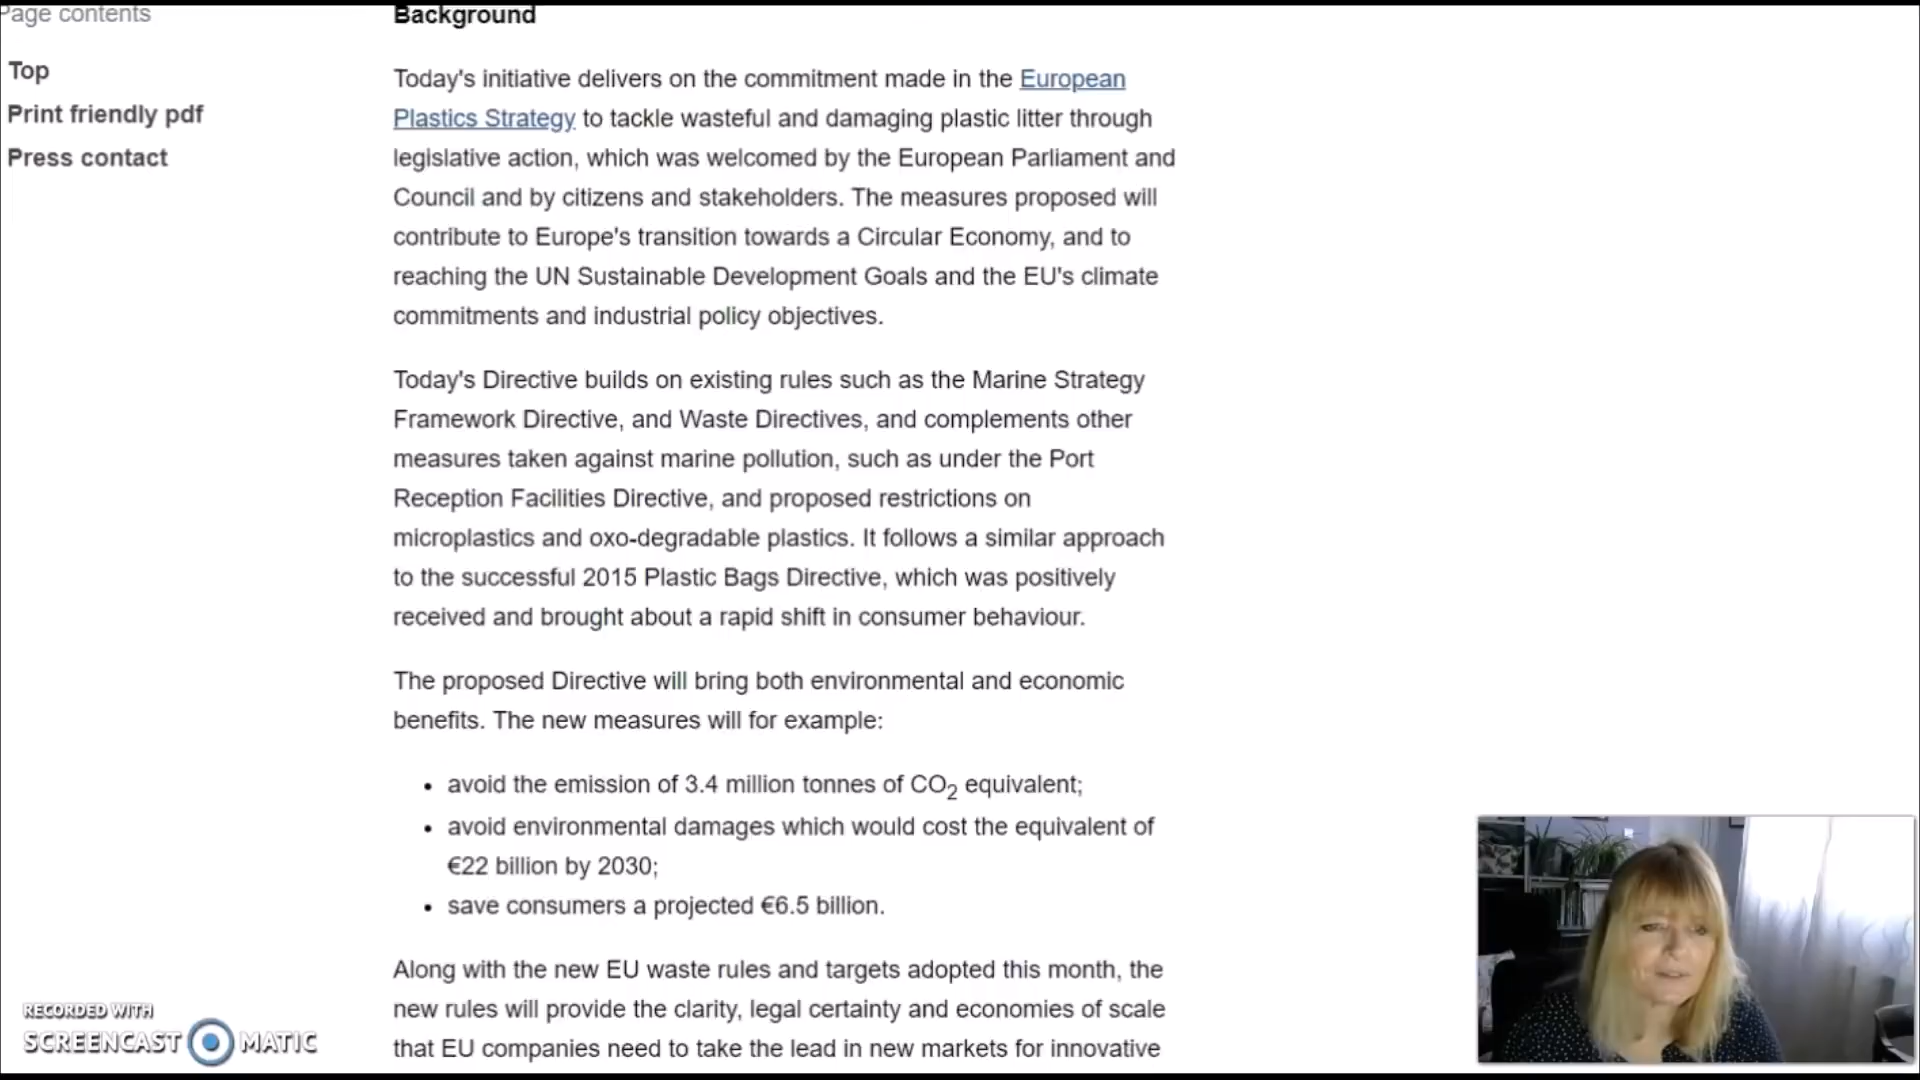 Page contents
Top
Print friendly pdf
Press contact
Background
Today's initiative delivers on the commitment made in the European
Plastics Strategy to tackle wasteful and damaging plastic litter through
legislative action, which was welcomed by the European Parliament and
Council and by citizens and stakeholders. The measures proposed will
contribute to Europe's transition towards a Circular Economy, and to
reaching the UN Sustainable Development Goals and the EU's climate
commitments and industrial policy objectives.
Today's Directive builds on existing rules such as the Marine Strategy
Framework Directive, and Waste Directives, and complements other
measures taken against marine pollution, such as under the Port
Reception Facilities Directive, and proposed restrictions on
microplastics and oxo-degradable plastics. It follows a similar approach
to the successful 2015 Plastic Bags Directive, which was positively
received and brought about a rapid shift in consumer behaviour.
The proposed Directive will bring both environmental and economic
benefits. The new measures will for example:
• avoid the emission of 3.4 million tonnes of CO₂ equivalent;
• avoid environmental damages which would cost the equivalent of
€22 billion by 2030;
• save consumers a projected €6.5 billion.
Along with the new EU waste rules and targets adopted this month, the
new rules will provide the clarity, legal certainty and economies of scale
that EU companies need to take the lead in new markets for innovative
RECORDED WITH
SCREENCAST MATIC